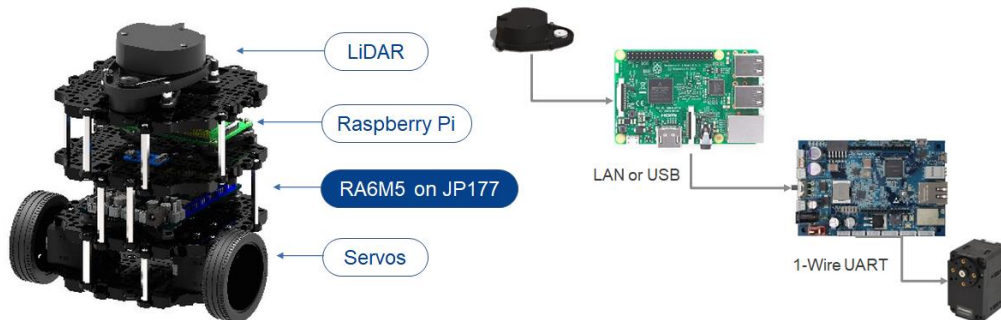 LiDAR
Raspberry Pi
RA6M5 on JP177
Servos
LAN or USB
1-Wire UART